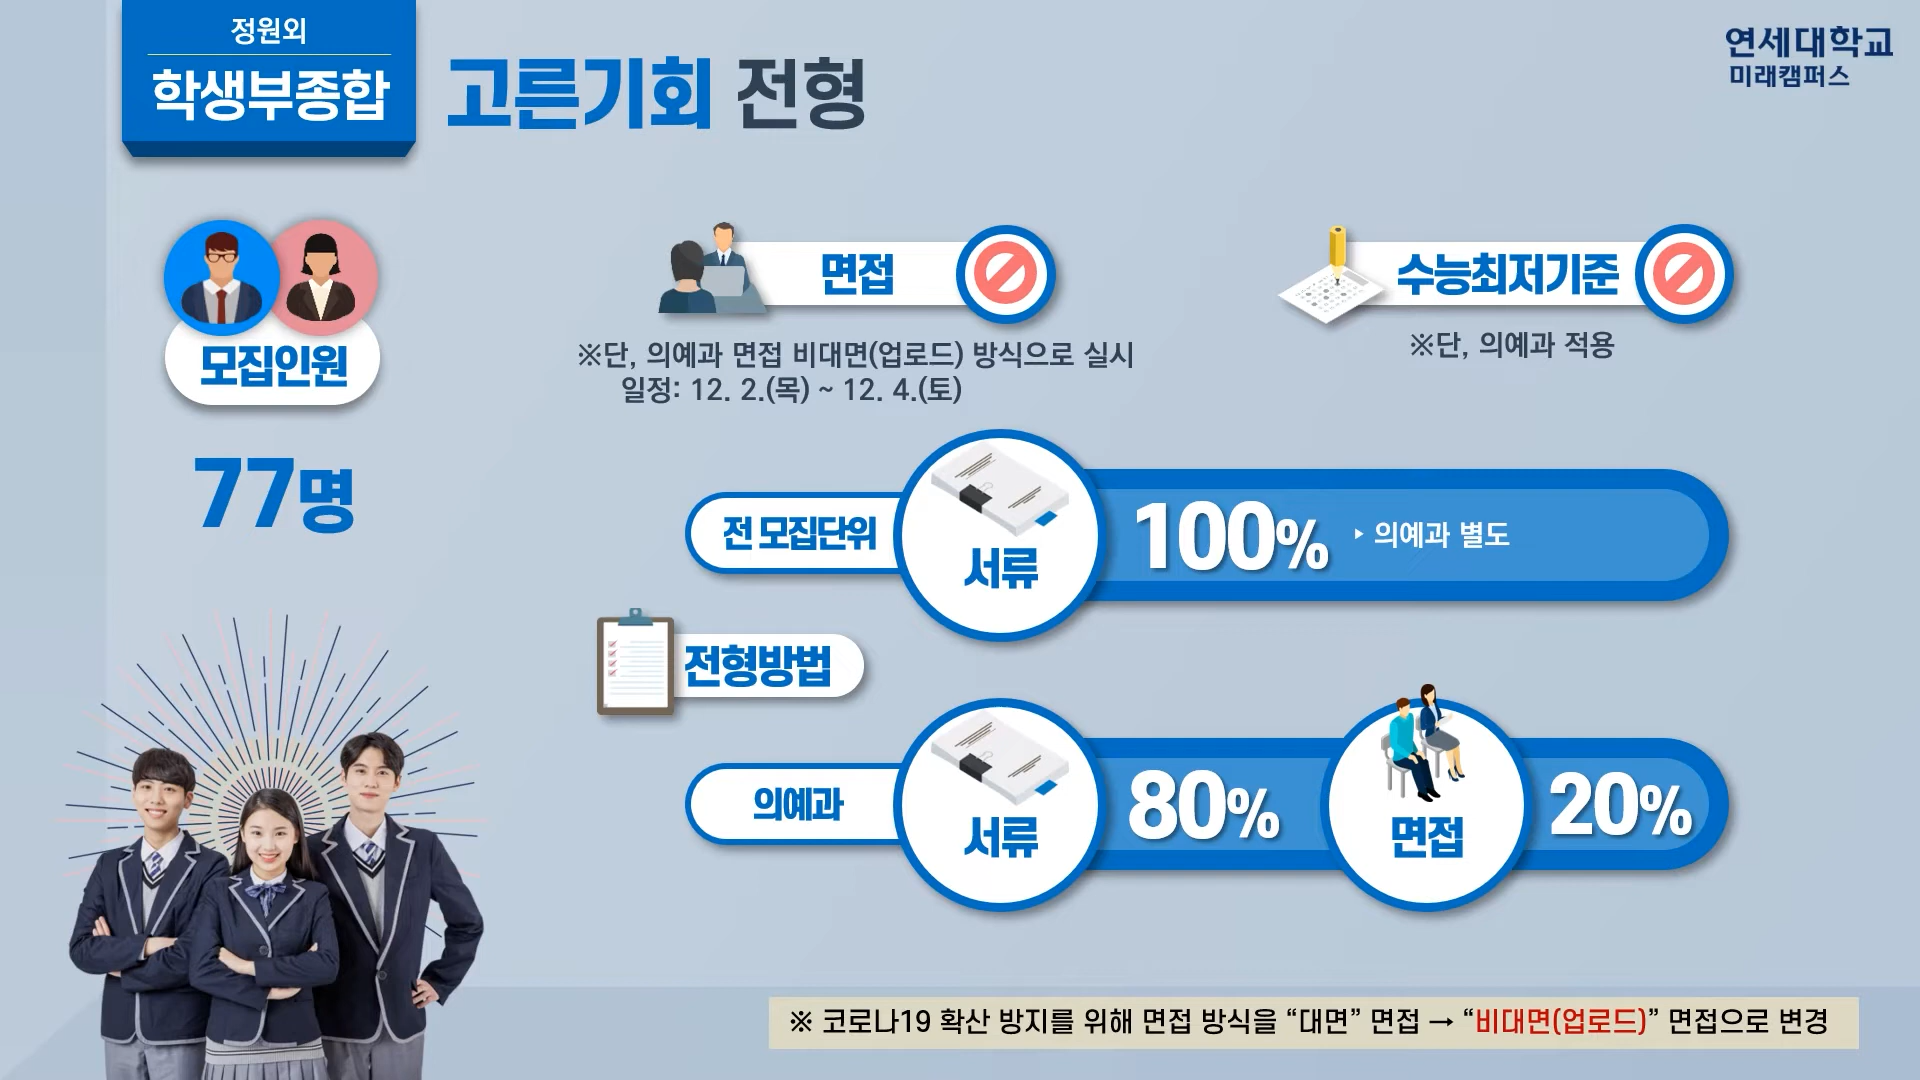 정원외
학생부종합
고른기회 전형
연세대학교
미래캠퍼스
모집인원
77명
면접
※단, 의예과 면접 비대면(업로드) 방식으로 실시
일정: 12. 2.(목) ~ 12. 4.(토)
수능최저기준
※단, 의예과 적용
전형방법
전 모집단위
서류
100%
‣ 의예과 별도
의예과
서류
80%
면접
20%
※ 코로나19 확산 방지를 위해 면접 방식을 “대면” 면접 → “비대면(업로드)” 면접으로 변경